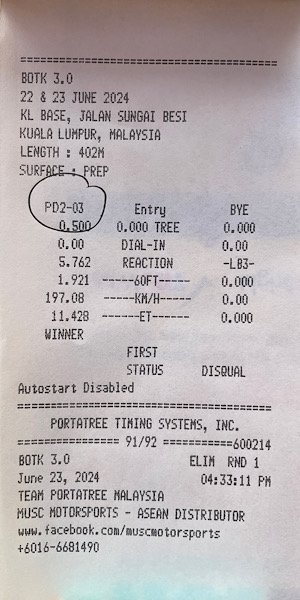 =====================================
BOTK 3.0
22 & 23 JUNE 2024
KL BASE, JALAN SUNGAI BESI
KUALA LUMPUR, MALAYSIA
LENGTH : 402M
SURFACE : PREP
PD2-03 Entry BYE
0.500 0.000 TREE 0.000
0.00 DIAL-IN 0.00
5.762 REACTION -LB3-
1.921 -----60FT----- 0.000
197.08 -----KM/H----- 0.00
11.428 ------ET------ 0.000
WINNER
FIRST
STATUS DISQUAL
Autostart Disabled
=====================================
PORTATREE TIMING SYSTEMS, INC.
=============== 91/92 ===========600214
BOTK 3.0 ELIM RND 1
June 23, 2024 04:33:11 PM
TEAM PORTATREE MALAYSIA
MUSC MOTORSPORTS - ASEAN DISTRIBUTOR
www.facebook.com/muscmotorsports
+6016-6681490